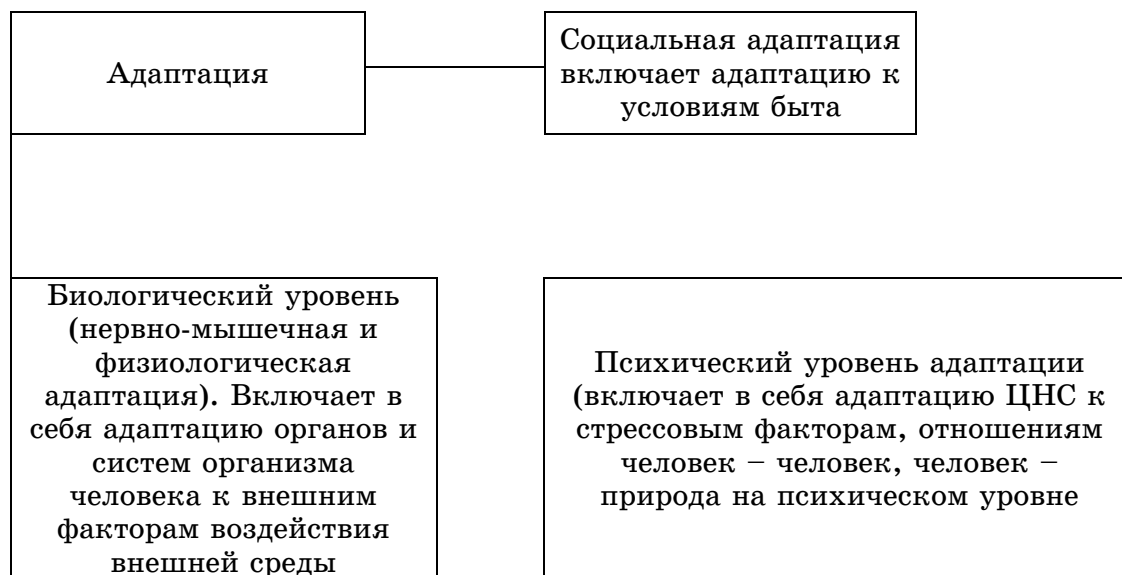 Адаптация
Социальная адаптация
включает адаптацию к
условиям быта
Биологический уровень
(нервно-мышечная и
физиологическая
адаптация). Включает в
себя адаптацию органов и
систем организма
человека к внешним
факторам воздействия
внешней среды
Психический уровень адаптации
(включает в себя адаптацию ЦНС к
стрессовым факторам, отношениям
человек – человек, человек –
природа на психическом уровне